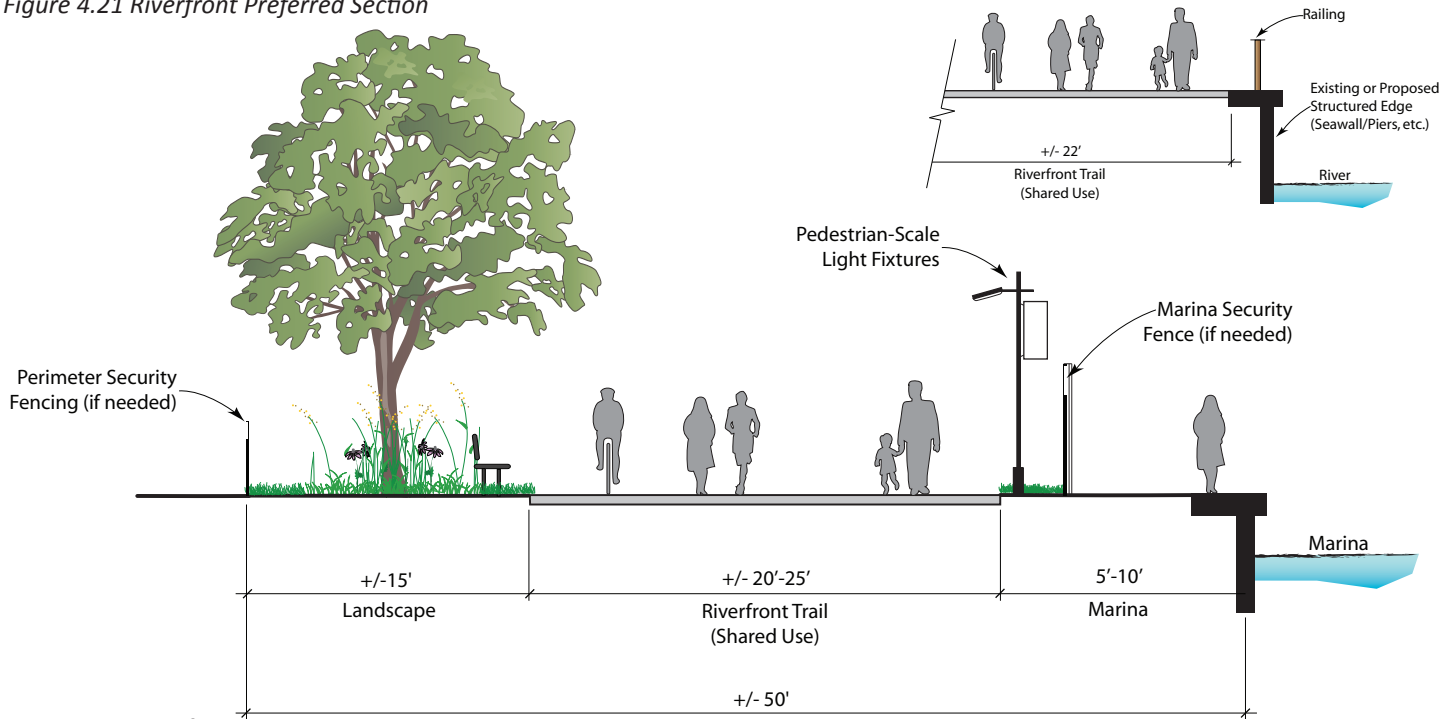 Figure 4.21 Riverfront Preferred Section
Railing
Existing or Proposed
Structured Edge
(Seawall/Piers, etc.)
+/- 22’
Riverfront Trail
(Shared Use)
River
Pedestrian-Scale
Light Fixtures
Marina Security
Fence (if needed)
Perimeter Security
Fencing (if needed)
Marina
+/-15'
Landscape
+/- 20’-25’
Riverfront Trail
(Shared Use)
5’-10’
Marina
+/- 50'